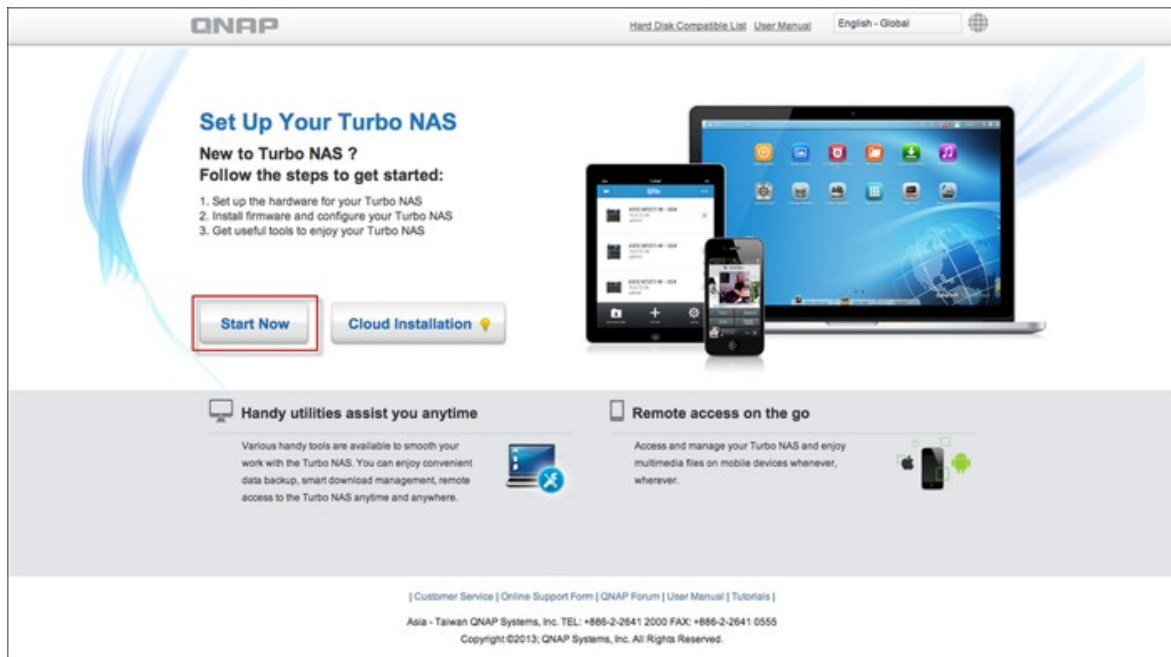 QNAP
Hard Disk Compatible List User Manual English - Global
Set Up Your Turbo NAS
New to Turbo NAS ?
Follow the steps to get started:
1. Set up the hardware for your Turbo NAS
2. Install firmware and configure your Turbo NAS
3. Get useful tools to enjoy your Turbo NAS
Start Now
Cloud Installation
Handy utilities assist you anytime
Various handy tools are available to smooth your
work with the Turbo NAS. You can enjoy convenient
data backup, smart download management, remote
access to the Turbo NAS anytime and anywhere.
Remote access on the go
Access and manage your Turbo NAS and enjoy
multimedia files on mobile devices whenever,
wherever.
| Customer Service | Online Support Form | QNAP Forum | User Manual | Tutorials |
Asia - Taiwan QNAP Systems, Inc. TEL: +886-2-2641 2000 FAX: +886-2-2641 0555
Copyright ©2013; QNAP Systems, Inc. All Rights Reserved.